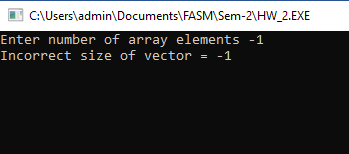 C:\Users\admin\Documents\FASM\Sem-2\HW_2.EXE
Enter number of array elements -1
Incorrect size of vector = -1